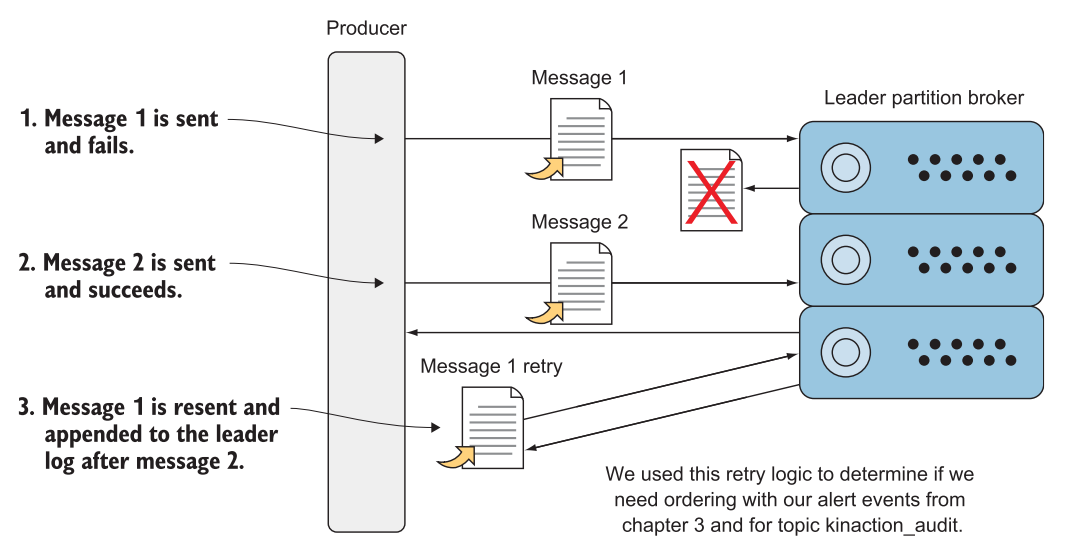 Producer
Message 1
Leader partition broker
1. Message 1 is sent
and fails.
Message 2
2. Message 2 is sent
and succeeds.
Message 1 retry
3. Message 1 is resent and
appended to the leader
log after message 2.
We used this retry logic to determine if we
need ordering with our alert events from
chapter 3 and for topic kinaction_audit.